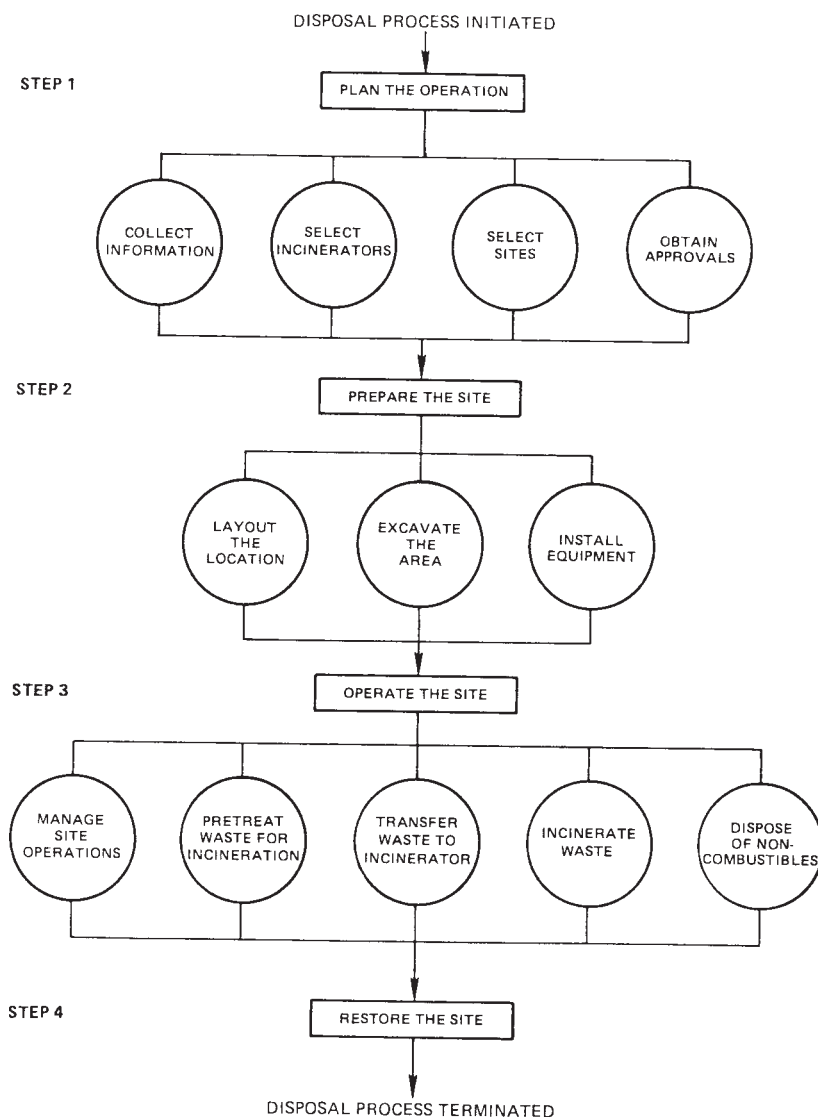 DISPOSAL PROCESS INITIATED
STEP 1
PLAN THE OPERATION
COLLECT
INFORMATION
SELECT
INCINERATORS
SELECT
SITES
OBTAIN
APPROVALS
STEP 2
PREPARE THE SITE
LAYOUT
THE
LOCATION
EXCAVATE
THE
AREA
INSTALL
EQUIPMENT
STEP 3
OPERATE THE SITE
MANAGE
SITE
OPERATIONS
PRETREAT
WASTE FOR
INCINERATION
TRANSFER
WASTE TO
INCINERATOR
INCINERATE
WASTE
DISPOSE
OF NON-
COMBUSTIBLES
STEP 4
RESTORE THE SITE
DISPOSAL PROCESS TERMINATED